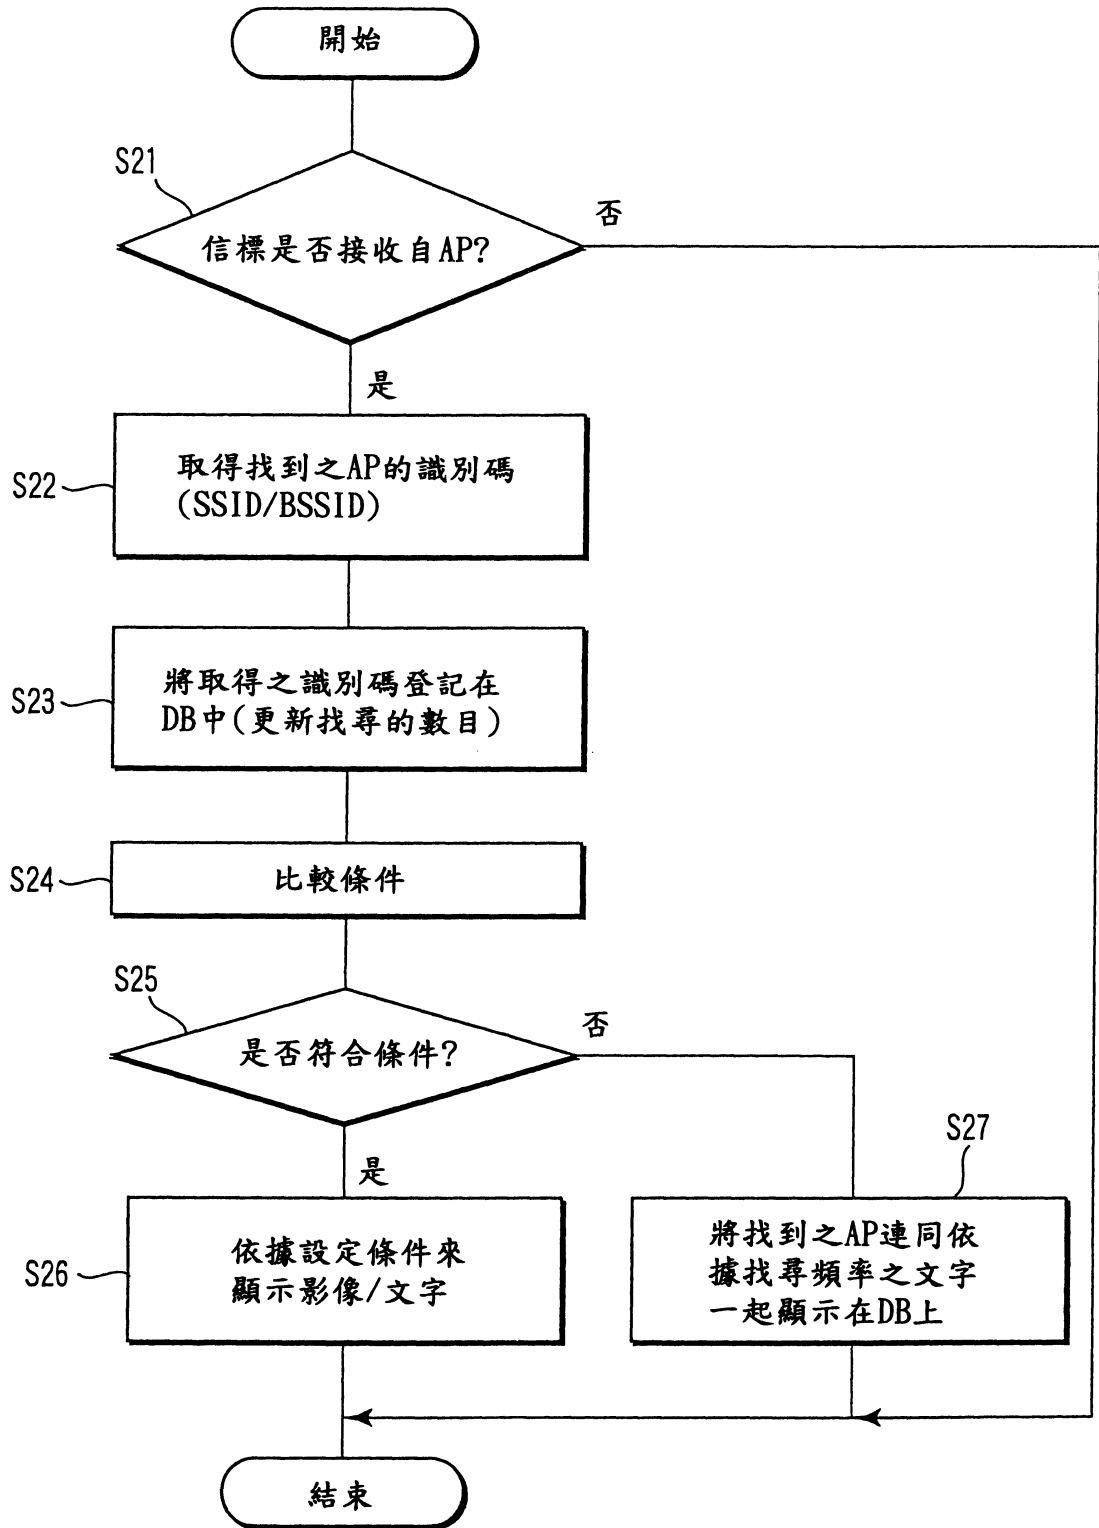 開始
S21
信標是否接收自AP?
否
是
S22
取得找到之AP的識別碼
(SSID/BSSID)
S23
將取得之識別碼登記在
DB中(更新找尋的數目)
S24
比較條件
S25
是否符合條件?
否
是
S26
依據設定條件來
顯示影像/文字
S27
將找到之AP連同依
據找尋頻率之文字
一起顯示在DB上
結束